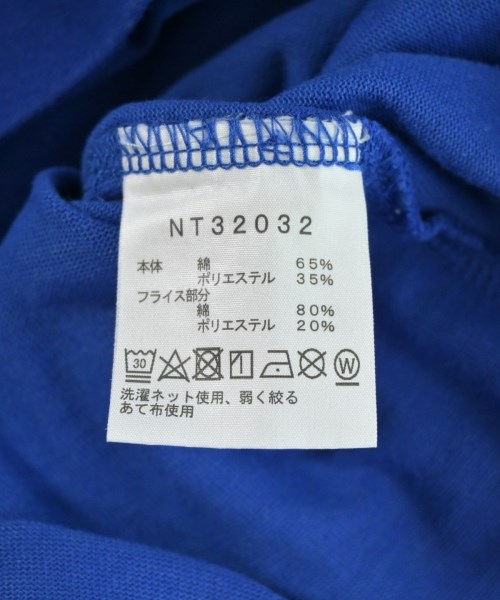 NT32032
本体 綿 65%
ポリエステル 35%
フライス部分
綿 80%
ポリエステル 20%
30 W
洗濯ネット使用、弱く絞る
あて布使用